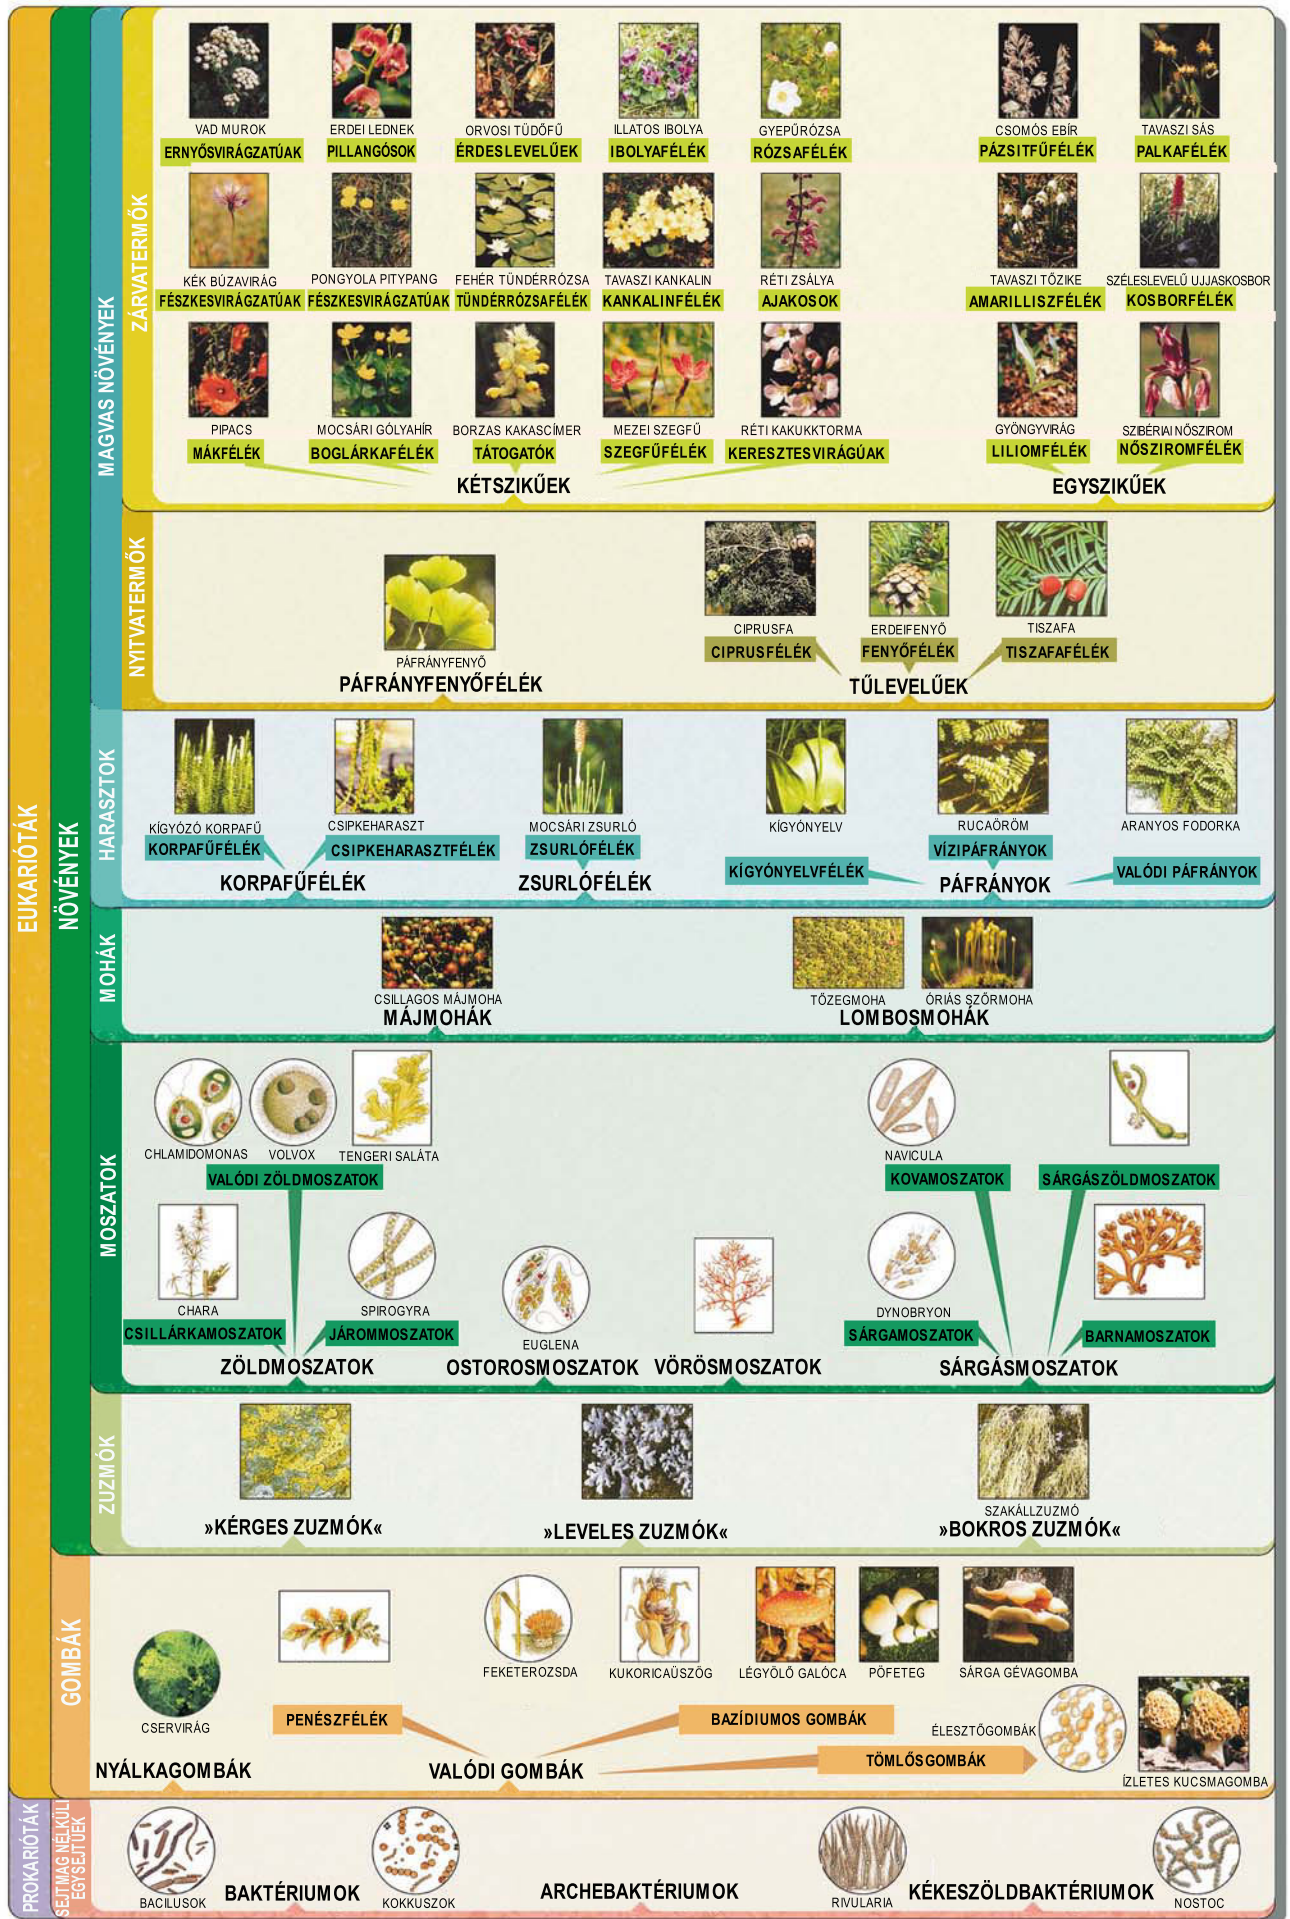 EUKARIÓTÁK
NÖVÉNYEK
MAGVAS NÖVÉNYEK
ZÁRVATERMŐK
VAD MUROK
ERNYŐSVIRÁGZATÚAK
ERDEI LEDNEK
PILLANGÓSOK
ORVOSI TÜDŐFŰ
ÉRDESLEVELŰEK
ILLATOS IBOLYA
IBOLYAFÉLÉK
GYEPŰRÓZSA
RÓZSAFÉLÉK
CSOMÓS EBÍR
PÁZSITFŰFÉLÉK
TAVASZI SÁS
PALKAFÉLÉK
KÉK BÚZAVIRÁG
FÉSZKESVIRÁGZATÚAK
PONGYOLA PITYPANG
FÉSZKESVIRÁGZATÚAK
FEHÉR TÜNDÉRRÓZSA
TÜNDÉRRÓZSAFÉLÉK
TAVASZI KANKALIN
KANKALINFÉLÉK
RÉTI ZSÁLYA
AJAKOSOK
TAVASZI TŐZIKE
AMARILLISZFÉLÉK
SZÉLESLEVELŰ UJJASKOSBOR
KOSBORFÉLÉK
PIPACS
MÁKFÉLÉK
MOCSÁRI GÓLYAHÍR
BOGLÁRKAFÉLÉK
BORZAS KAKASCÍMER
TÁTOGATÓK
MEZEI SZEGFŰ
SZEGFŰFÉLÉK
RÉTI KAKUKKTORMA
KERESZTESVIRÁGÚAK
GYÖNGYVIRÁG
LILIOMFÉLÉK
SZIBÉRIAI NŐSZIROM
NŐSZIROMFÉLÉK
KÉTSZIKŰEK
EGYSZIKŰEK
NYITVATERMŐK
PÁFRÁNYFENYŐ
PÁFRÁNYFENYŐFÉLÉK
CIPRUSFA
CIPRUSFÉLÉK
ERDEIFENYŐ
FENYŐFÉLÉK
TISZAFA
TISZAFAFÉLÉK
TŰLEVELŰEK
HARASZTOK
KÍGYÓZÓ KORPAFŰ
KORPAFŰFÉLÉK
CSIPKEHARASZT
CSIPKEHARASZTFÉLÉK
KORPAFŰFÉLÉK
MOCSÁRI ZSURLÓ
ZSURLÓFÉLÉK
ZSURLÓFÉLÉK
KÍGYÓNYELV
KÍGYÓNYELVFÉLÉK
RUCAÖRÖM
VÍZIPÁFRÁNYOK
ARANYOS FODORKA
VALÓDI PÁFRÁNYOK
PÁFRÁNYOK
MOHÁK
CSILLAGOS MÁJMOHA
MÁJMOHÁK
TŐZEGMOHA
ÓRIÁS SZŐRMOHA
LOMBOSMOHÁK
MOSZATOK
CHLAMIDOMONAS
VOLVOX
TENGERI SALÁTA
VALÓDI ZÖLDMOSZATOK
CHARA
CSILLÁRKAMOSZATOK
SPIROGYRA
JÁROMMOSZATOK
ZÖLDMOSZATOK
EUGLENA
OSTOROSMOSZATOK
VÖRÖSMOSZATOK
NAVICULA
KOVAMOSZATOK
SÁRGÁSZÖLDMOSZATOK
DYNOBRYON
SÁRGAMOSZATOK
BARNAMOSZATOK
SÁRGÁSMOSZATOK
ZUZMÓK
»KÉRGES ZUZMÓK«
»LEVELES ZUZMÓK«
SZAKÁLLZUZMÓ
»BOKROS ZUZMÓK«
GOMBÁK
CSERVIRÁG
NYÁLKAGOMBÁK
PENÉSZFÉLÉK
FEKETEROZSDA
KUKORICAÜSZÖG
LÉGYÖLŐ GALÓCA
PÖFETEG
SÁRGA GÉVAGOMBA
BAZÍDIUMOS GOMBÁK
VALÓDI GOMBÁK
TÖMLŐSGOMBÁK
ÉLESZTŐGOMBÁK
ÍZLETES KUCSMAGOMBA
PROKARIÓTÁK
SEJTMAG NÉLKÜLI
EGYSEJTŰEK
BACILUSOK
BAKTÉRIUMOK
KOKKUSZOK
ARCHEBAKTÉRIUMOK
RIVULARIA
KÉKESZÖLDBAKTÉRIUMOK
NOSTOC